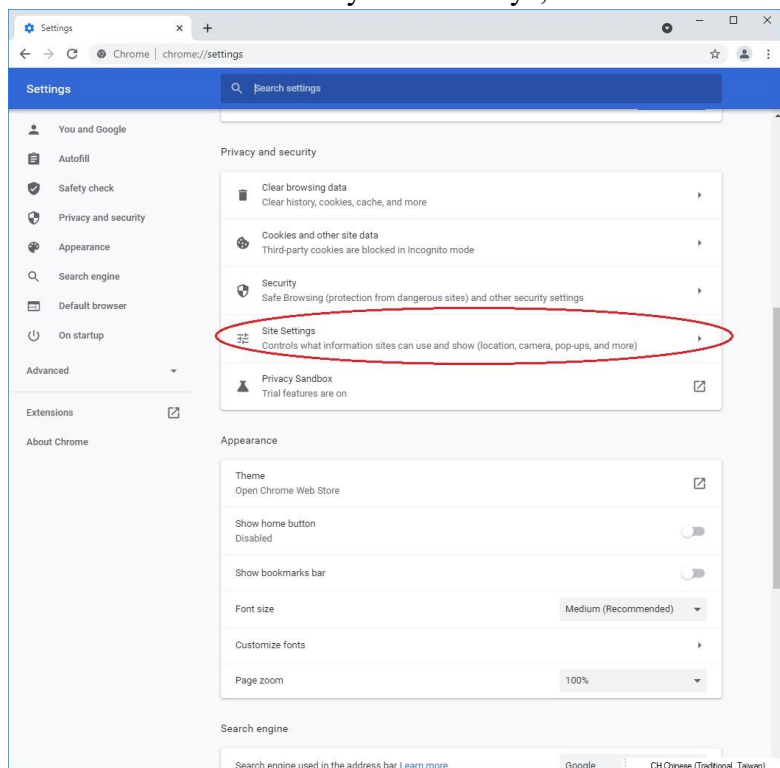 Settings
Chrome | chrome://settings
Settings
Search settings
You and Google
Autofill
Safety check
Privacy and security
Appearance
Search engine
Default browser
On startup
Advanced
Extensions
About Chrome
Privacy and security
Clear browsing data
Clear history, cookies, cache, and more
Cookies and other site data
Third-party cookies are blocked in Incognito mode
Security
Safe Browsing (protection from dangerous sites) and other security settings
Site Settings
Controls what information sites can use and show (location, camera, pop-ups, and more)
Privacy Sandbox
Trial features are on
Appearance
Theme
Open Chrome Web Store
Show home button
Disabled
Show bookmarks bar
Font size Medium (Recommended)
Customize fonts
Page zoom 100%
Search engine
Search engine used in the address bar Learn more Google
CH Chinese (Traditional, Taiwan)